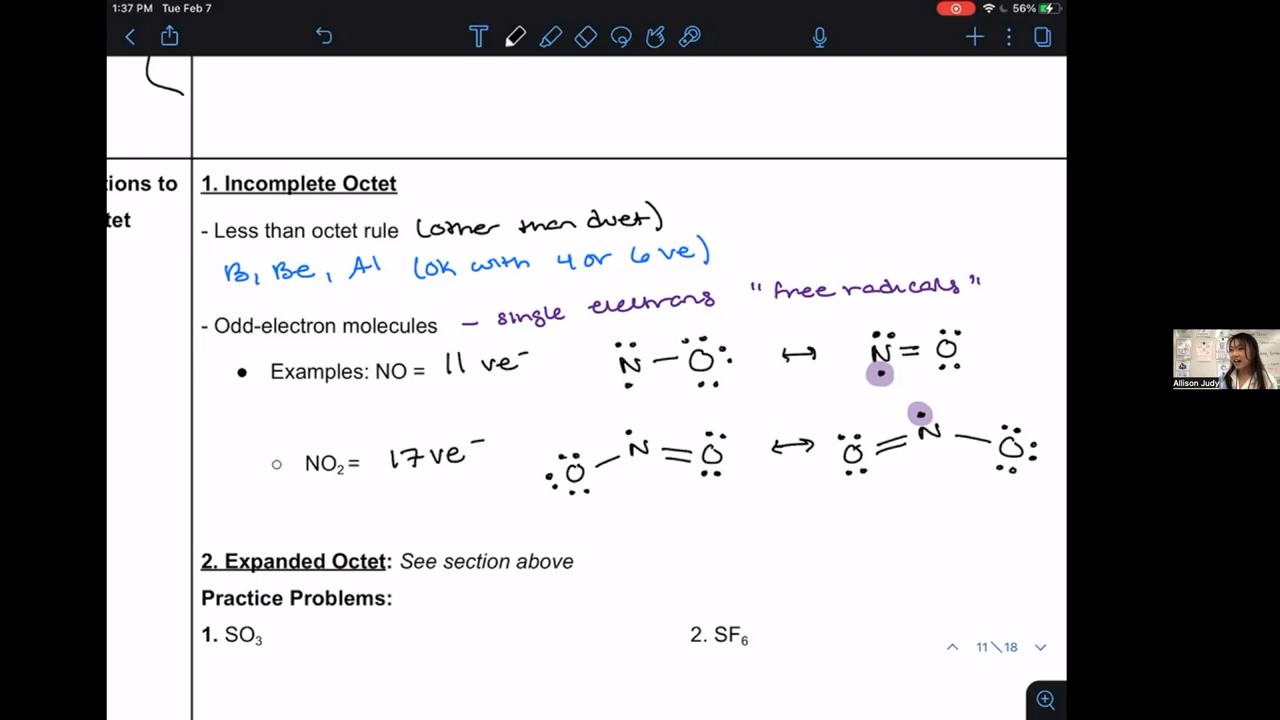 1:37 PM Tue Feb 7
56%
T
ions to
tet
1. Incomplete Octet
- Less than octet rule (other than duet)
B, Be, Al (ok with 4 or 6 ve)
- Odd-electron molecules – single electrons "free radicals"
Examples: NO = 11 ve⁻ N – O ↔ N = O
NO₂ = 17 ve⁻ O – N = O ↔ O = N – O
2. Expanded Octet: See section above
Practice Problems:
1. SO₃ 2. SF₆
11\18
Allison Judy